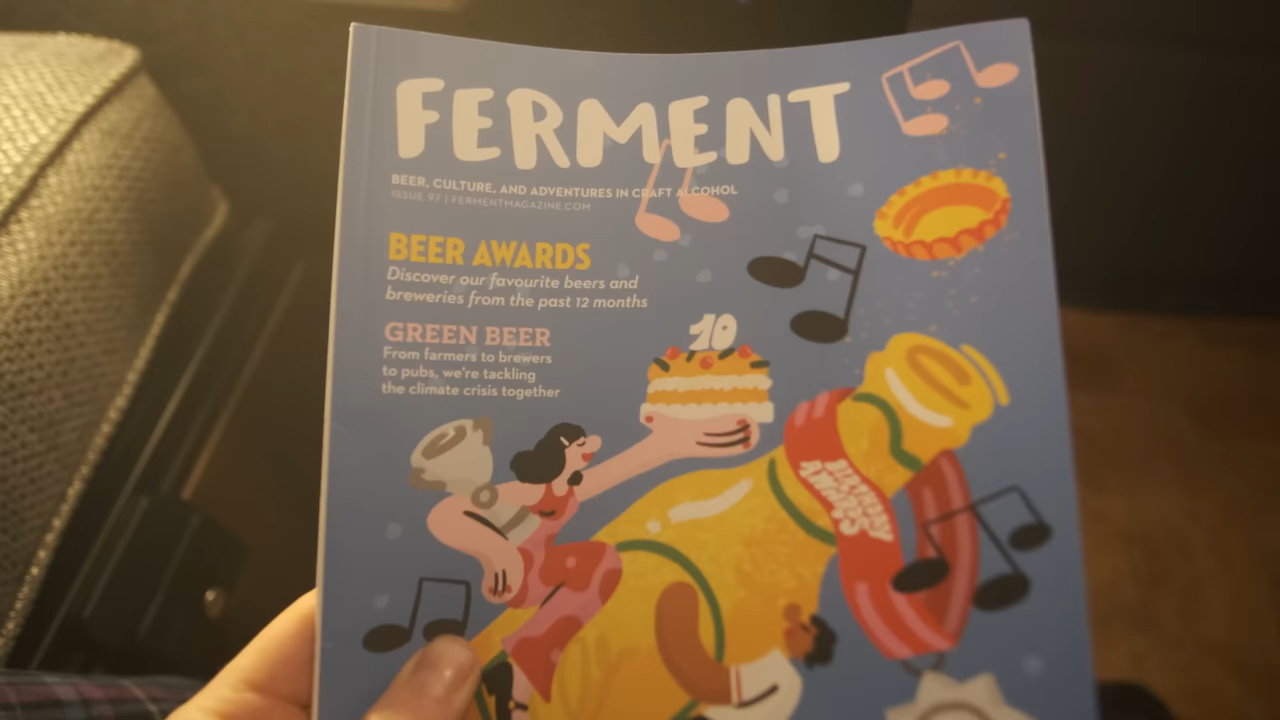 FERMENT
BEER, CULTURE, AND ADVENTURES IN CRAFT ALCOHOL
ISSUE 97 | FERMENTMAGAZINE.COM
BEER AWARDS
Discover our favourite beers and
breweries from the past 12 months
GREEN BEER
From farmers to brewers
to pubs, we're tackling
the climate crisis together
10
BIRTHDAY
AWARDS